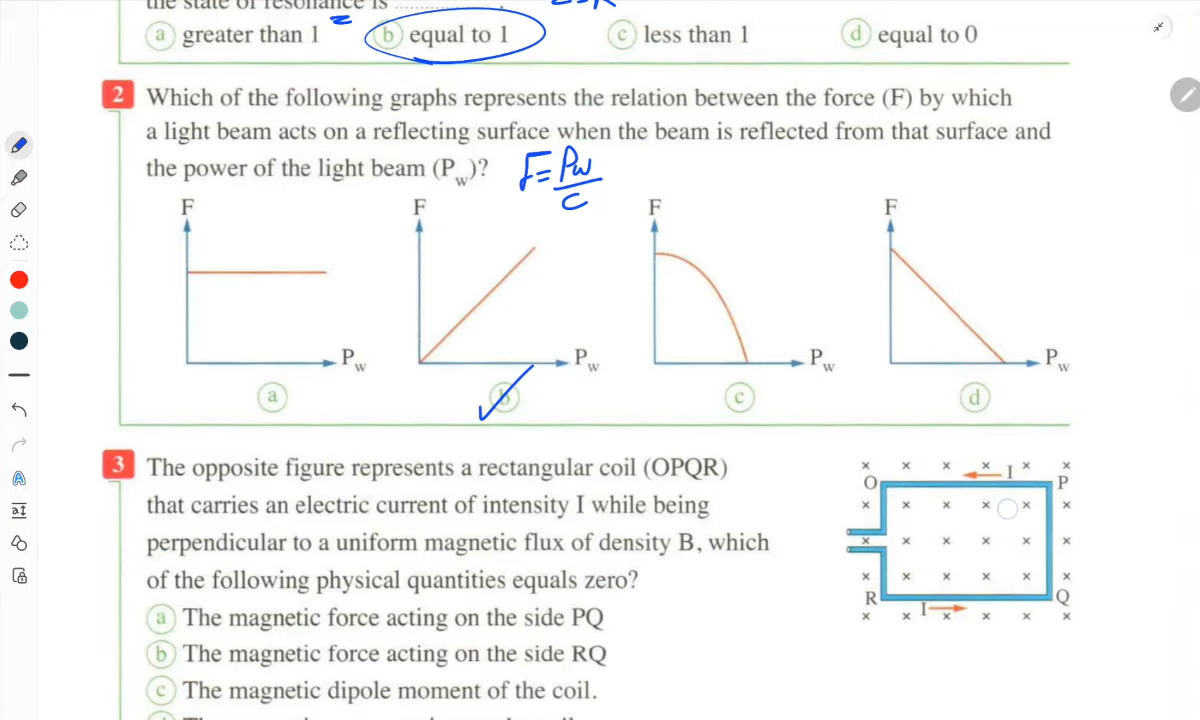 the state of resonance is ...............
a greater than 1
b equal to 1
c less than 1
d equal to 0
2 Which of the following graphs represents the relation between the force (F) by which
a light beam acts on a reflecting surface when the beam is reflected from that surface and
the power of the light beam (Pw)?
F = Pw/C
F F F F
Pw Pw Pw Pw
a b c d
3 The opposite figure represents a rectangular coil (OPQR)
that carries an electric current of intensity I while being
perpendicular to a uniform magnetic flux of density B, which
of the following physical quantities equals zero?
a The magnetic force acting on the side PQ
b The magnetic force acting on the side RQ
c The magnetic dipole moment of the coil.
I
O P
R Q
I